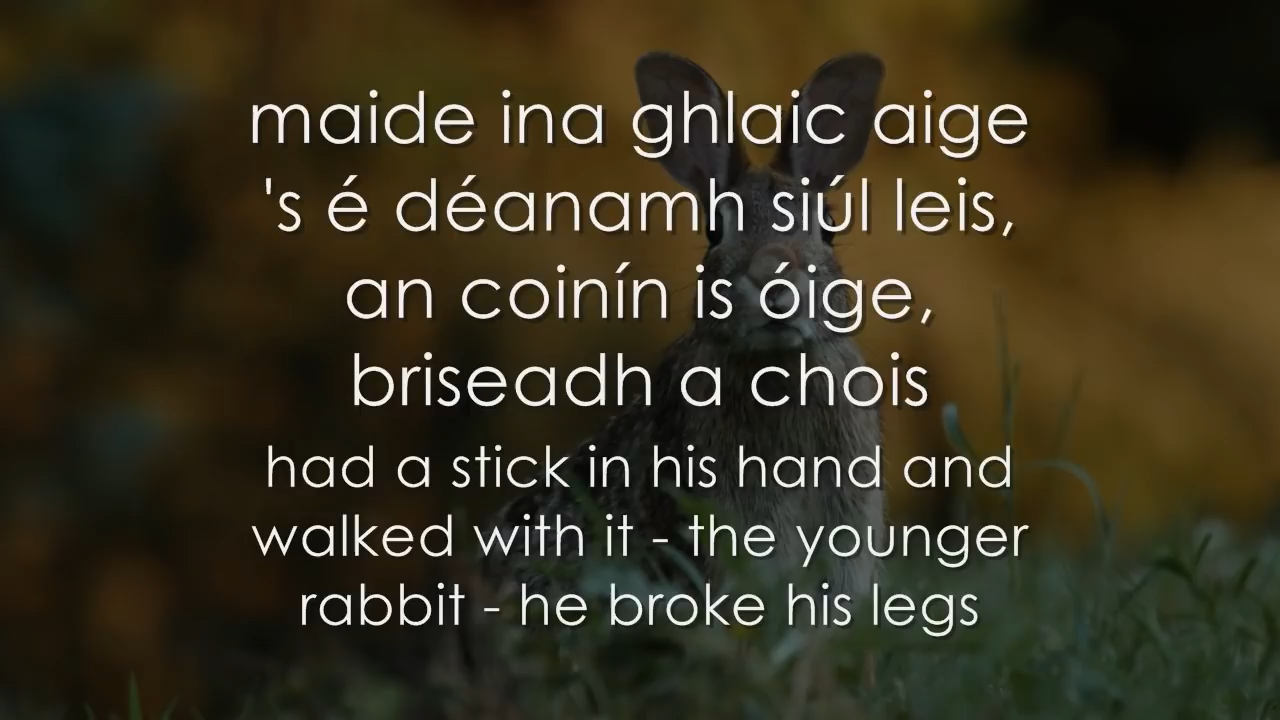 maide ina ghlaic aige
's é déanamh siúl leis,
an coinín is óige,
briseadh a chois
had a stick in his hand and
walked with it - the younger
rabbit - he broke his legs